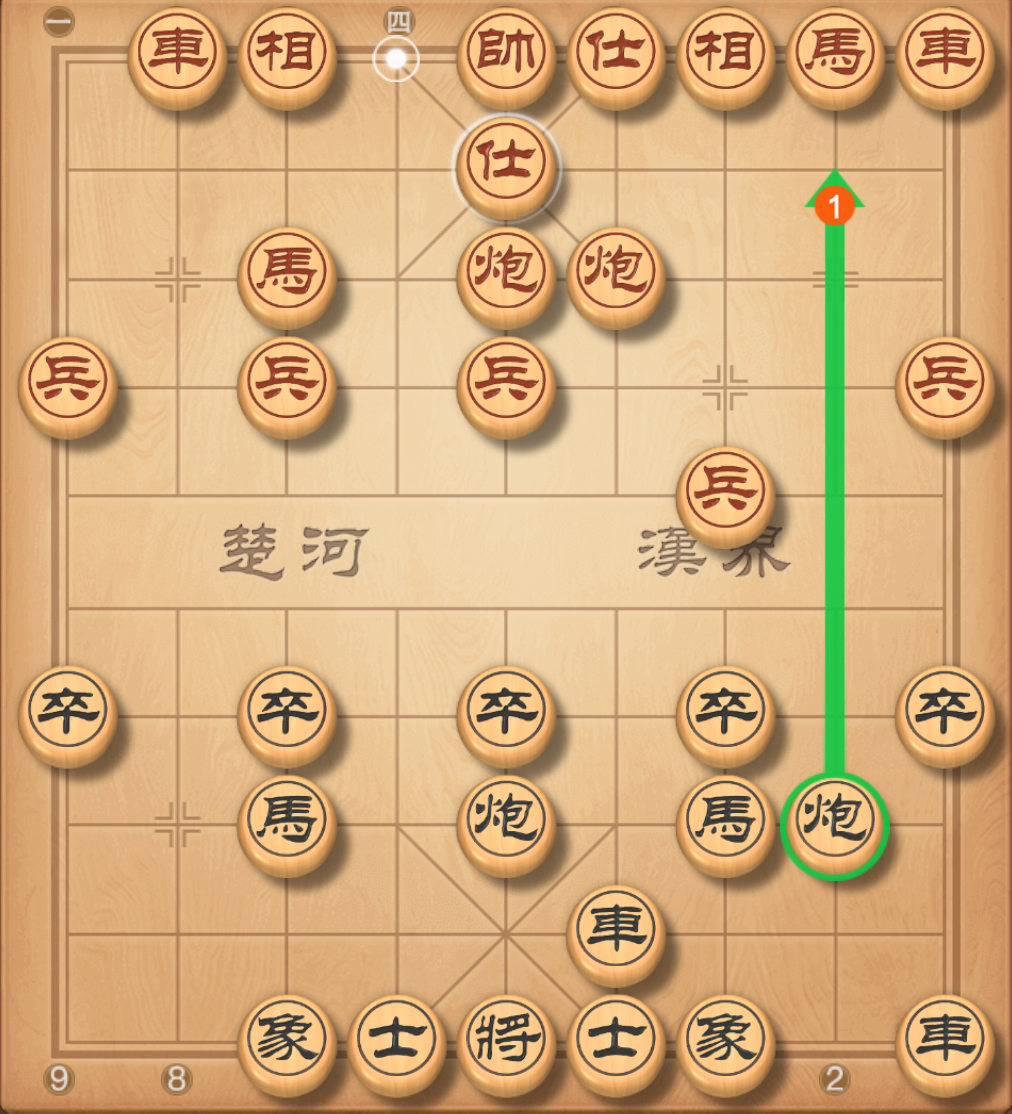 一 四
車 相 帥 仕 相 馬 車
仕
1
馬 炮 炮
兵 兵 兵 兵
兵
楚河 漢界
卒 卒 卒 卒 卒
馬 炮 馬 炮
車
象 士 將 士 象 車
9 8 2